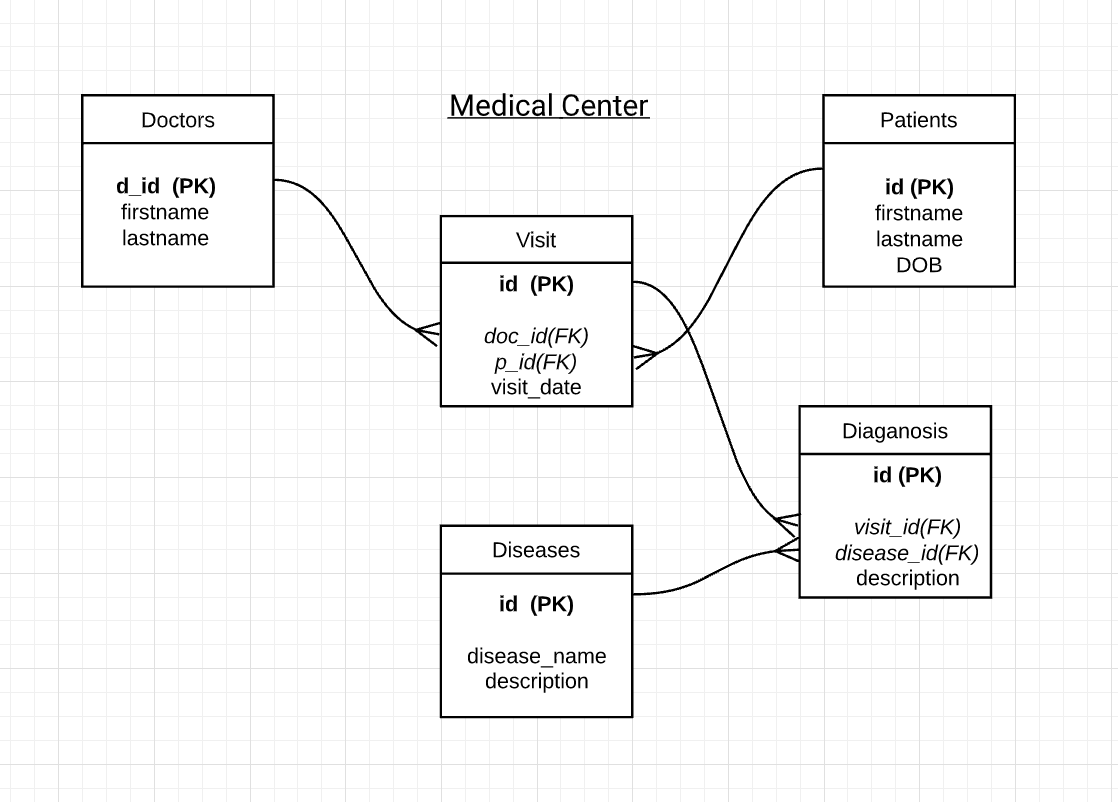 Medical Center
Doctors
d_id  (PK)
firstname
lastname
Patients
id (PK)
firstname
lastname
DOB
Visit
id  (PK)
doc_id(FK)
p_id(FK)
visit_date
Diaganosis
id (PK)
visit_id(FK)
disease_id(FK)
description
Diseases
id  (PK)
disease_name
description